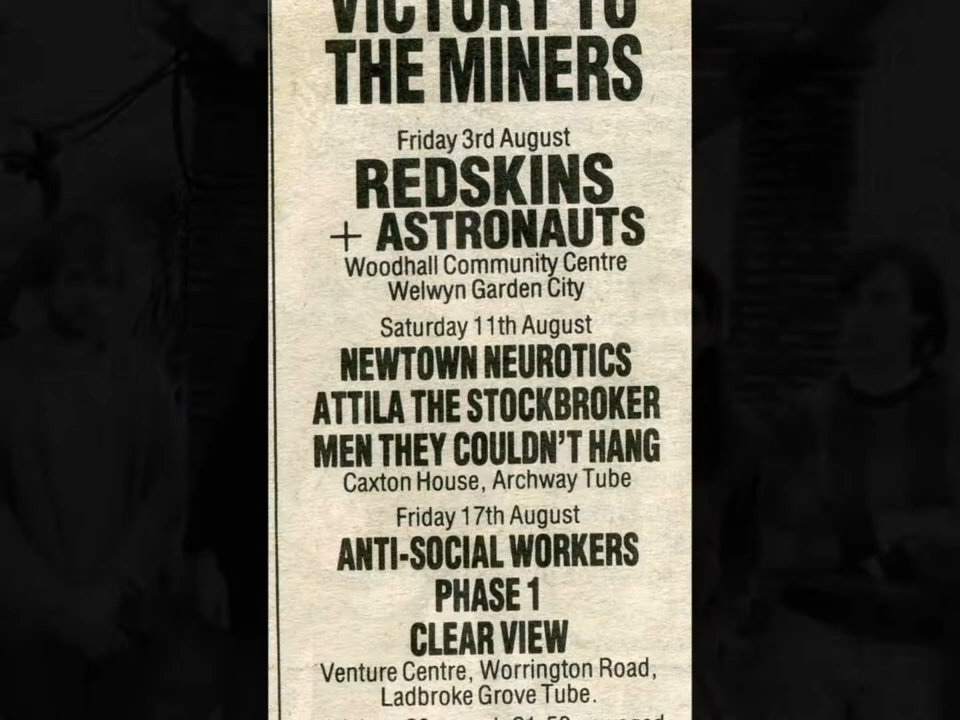 VICTORY TO
THE MINERS
Friday 3rd August
REDSKINS
+ ASTRONAUTS
Woodhall Community Centre
Welwyn Garden City
Saturday 11th August
NEWTOWN NEUROTICS
ATTILA THE STOCKBROKER
MEN THEY COULDN'T HANG
Caxton House, Archway Tube
Friday 17th August
ANTI-SOCIAL WORKERS
PHASE 1
CLEAR VIEW
Venture Centre, Worrington Road,
Ladbroke Grove Tube.